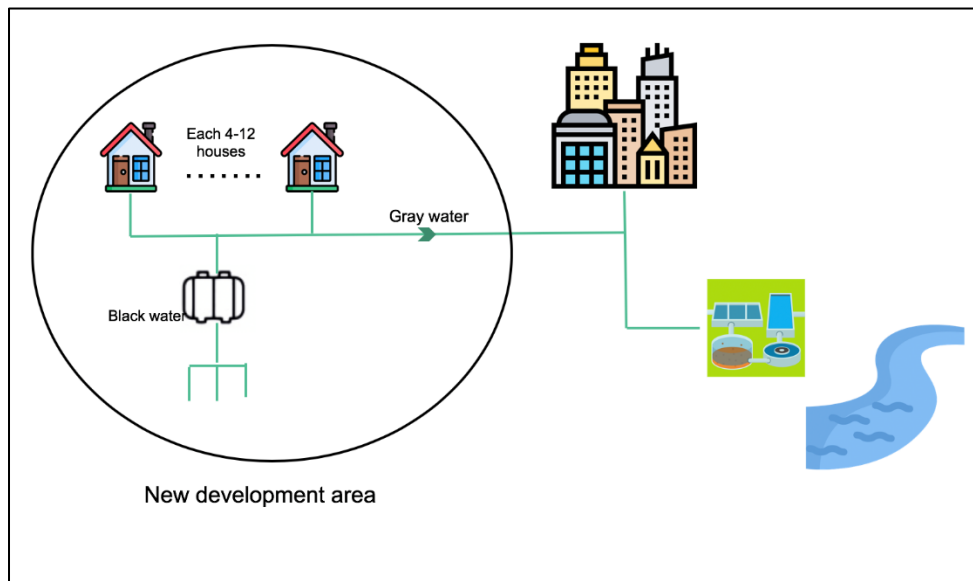 Each 4-12
houses
Gray water
Black water
New development area